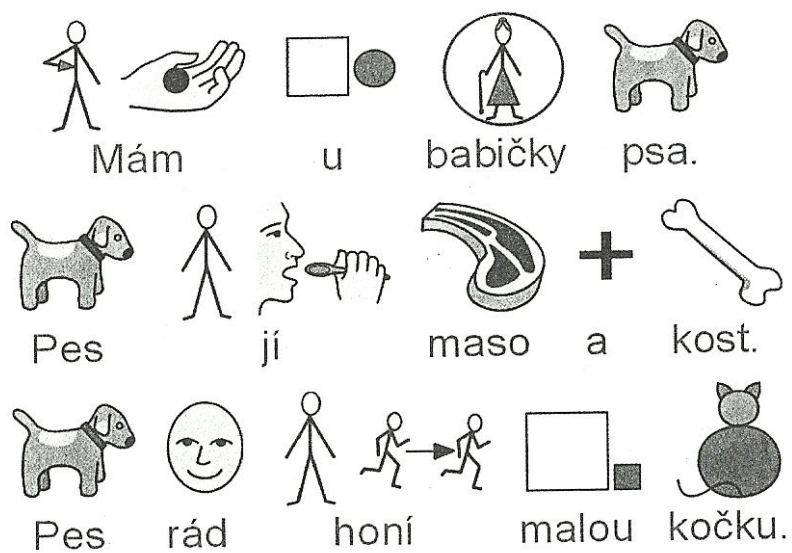 Mám u babičky psa.
Pes jí maso a kost.
Pes rád honí malou kočku.